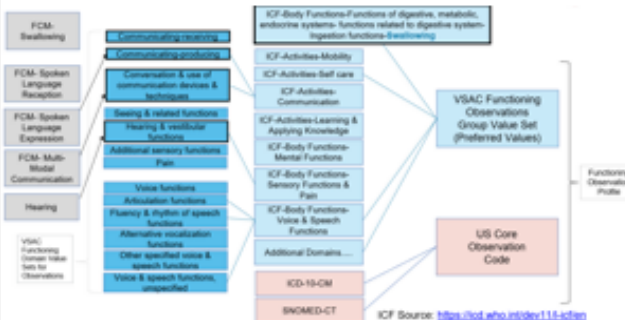 FCM-
Swallowing
FCM- Spoken
Language
Reception
FCM- Spoken
Language
Expression
FCM- Multi-
Modal
Communication
Hearing
VSAC
Functioning
Domain Value
Sets for
Observations
Communicating-receiving
Communicating-producing
Conversation & use of
communication devices &
techniques
Seeing & related functions
Hearing & vestibular
functions
Additional sensory functions
Pain
Voice functions
Articulation functions
Fluency & rhythm of speech
functions
Alternative vocalization
functions
Other specified voice &
speech functions
Voice & speech functions,
unspecified
ICF-Body Functions-Functions of digestive, metabolic,
endocrine systems- functions related to digestive system-
Ingestion functions-Swallowing
ICF-Activities-Mobility
ICF-Activities-Self care
ICF-Activities-
Communication
ICF-Activities-Learning &
Applying Knowledge
ICF-Body Functions-
Mental Functions
ICF-Body Functions-
Sensory Functions &
Pain
ICF-Body Functions-
Voice & Speech
Functions
Additional Domains....
ICD-10-CM
SNOMED-CT
VSAC Functioning
Observations
Group Value Set
(Preferred Values)
US Core
Observation
Code
Profile
ICF Source: https://icd.who.int/dev11/l-icf/en